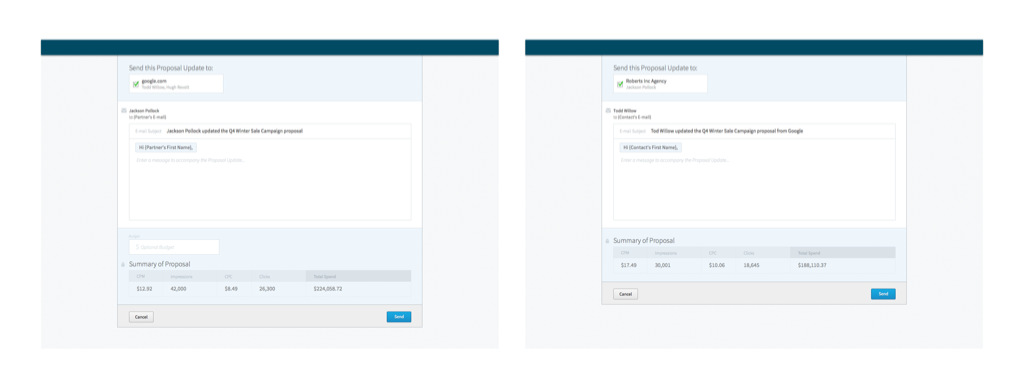 Send this Proposal Update to:
google.com
Todd Willow, Hugh Revist
Jackson Pollock
to (Partner's E-mail)
E-mail Subject Jackson Pollock updated the Q4 Winter Sale Campaign proposal
Hi [Partner's First Name],
Enter a message to accompany the Proposal Update.
Optional Budget
Summary of Proposal
CPM Impressions CPC Clicks Total Spend
$12.92 42,000 $9.49 26,300 $224,058.72
Cancel Send
Send this Proposal Update to:
Roberts Inc Agency
Jackson Pollock
Todd Willow
to (Contact's E-mail)
E-mail Subject Tod Willow updated the Q4 Winter Sale Campaign proposal from Google
Hi [Contact's First Name],
Enter a message to accompany the Proposal Update.
Summary of Proposal
CPM Impressions CPC Clicks Total Spend
$17.49 30,001 $10.06 18,645 $188,110.37
Cancel Send